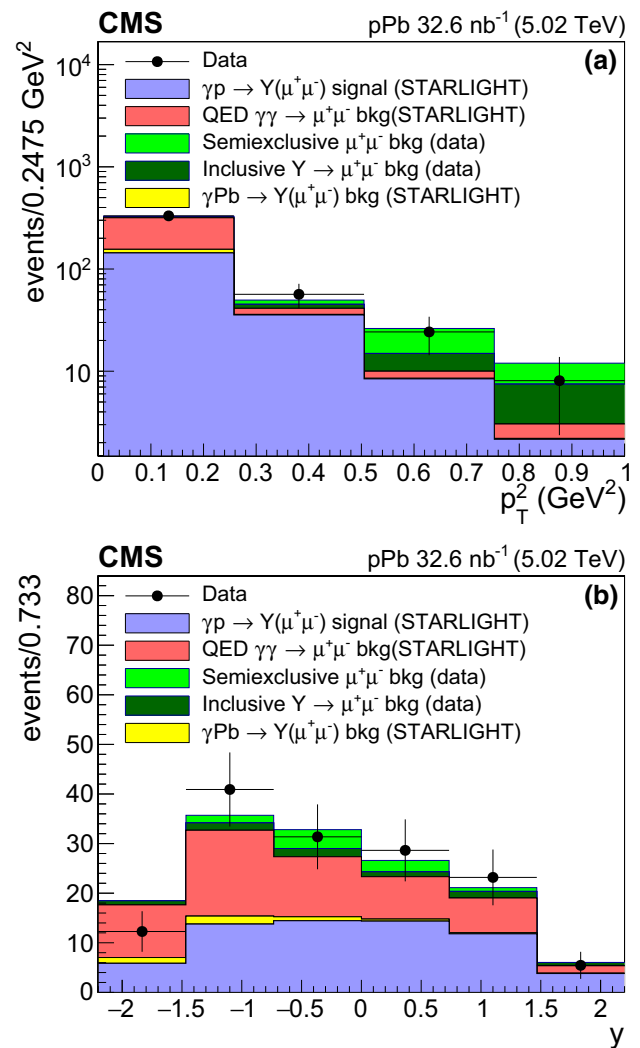 CMS
pPb 32.6 nb⁻¹ (5.02 TeV)
(a)
events/0.2475 GeV²
10⁴
10³
10²
10
Data
γp → Υ(μ⁺μ⁻) signal (STARLIGHT)
QED γγ → μ⁺μ⁻ bkg(STARLIGHT)
Semiexclusive μ⁺μ⁻ bkg (data)
Inclusive Υ → μ⁺μ⁻ bkg (data)
γPb → Υ(μ⁺μ⁻) bkg (STARLIGHT)
0 0.1 0.2 0.3 0.4 0.5 0.6 0.7 0.8 0.9 1
p_T² (GeV²)
CMS
pPb 32.6 nb⁻¹ (5.02 TeV)
(b)
events/0.733
80
70
60
50
40
30
20
10
0
Data
γp → Υ(μ⁺μ⁻) signal (STARLIGHT)
QED γγ → μ⁺μ⁻ bkg(STARLIGHT)
Semiexclusive μ⁺μ⁻ bkg (data)
Inclusive Υ → μ⁺μ⁻ bkg (data)
γPb → Υ(μ⁺μ⁻) bkg (STARLIGHT)
−2 −1.5 −1 −0.5 0 0.5 1 1.5 2
y